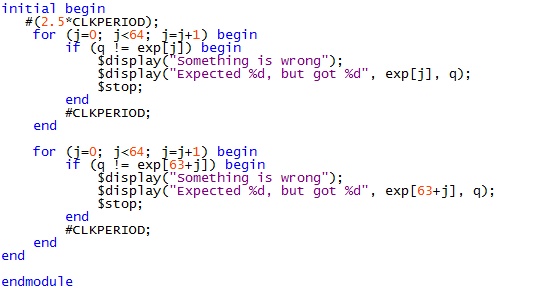 initial begin
   #(2.5*CLKPERIOD);
    for (j=0; j<64; j=j+1) begin
        if (q != exp[j]) begin
            $display("Something is wrong");
            $display("Expected %d, but got %d", exp[j], q);
            $stop;
        end
        #CLKPERIOD;
    end

    for (j=0; j<64; j=j+1) begin
        if (q != exp[63+j]) begin
            $display("Something is wrong");
            $display("Expected %d, but got %d", exp[63+j], q);
            $stop;
        end
        #CLKPERIOD;
    end
end

endmodule